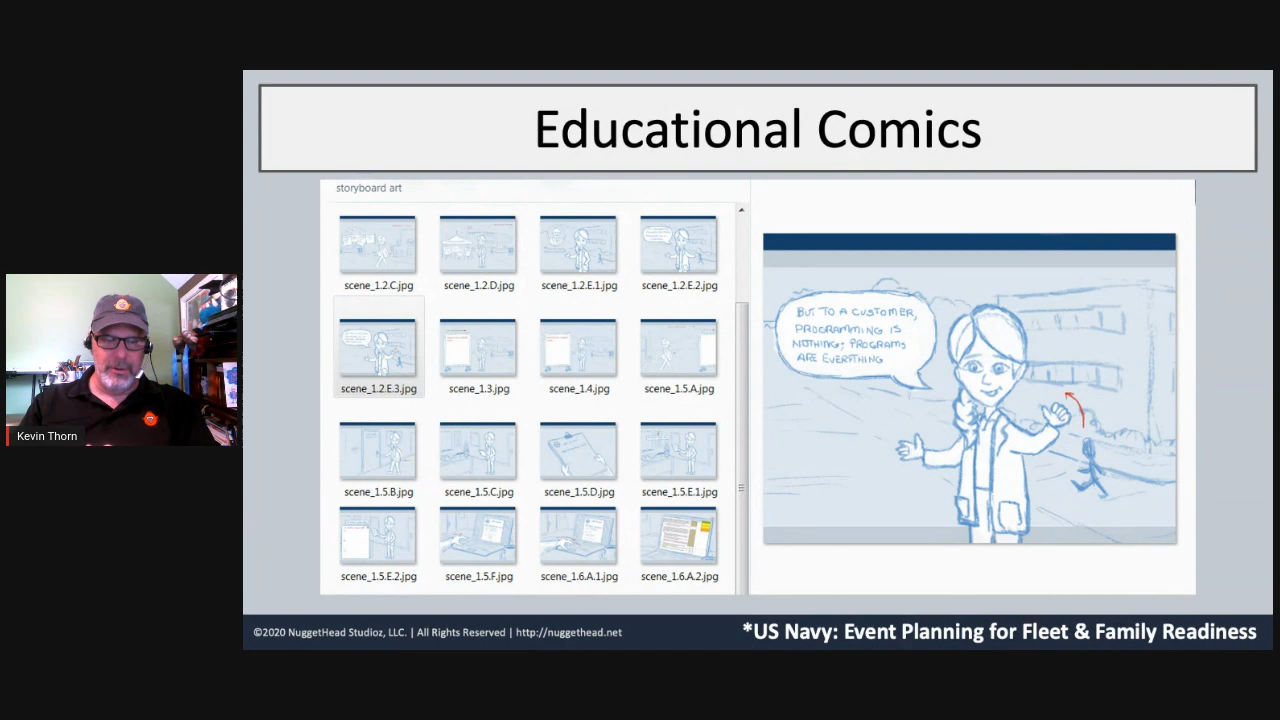 Educational Comics
storyboard art
scene_1.2.C.jpg
scene_1.2.D.jpg
scene_1.2.E.1.jpg
scene_1.2.E.2.jpg
scene_1.2.E.3.jpg
scene_1.3.jpg
scene_1.4.jpg
scene_1.5.A.jpg
scene_1.5.B.jpg
scene_1.5.C.jpg
scene_1.5.D.jpg
scene_1.5.E.1.jpg
scene_1.5.E.2.jpg
scene_1.5.F.jpg
scene_1.6.A.1.jpg
scene_1.6.A.2.jpg
BUT TO A CUSTOMER,
PROGRAMMING IS
NOTHING; PROGRAMS
ARE EVERYTHING
Kevin Thorn
©2020 NuggetHead Studioz, LLC. | All Rights Reserved | http://nuggethead.net
*US Navy: Event Planning for Fleet & Family Readiness